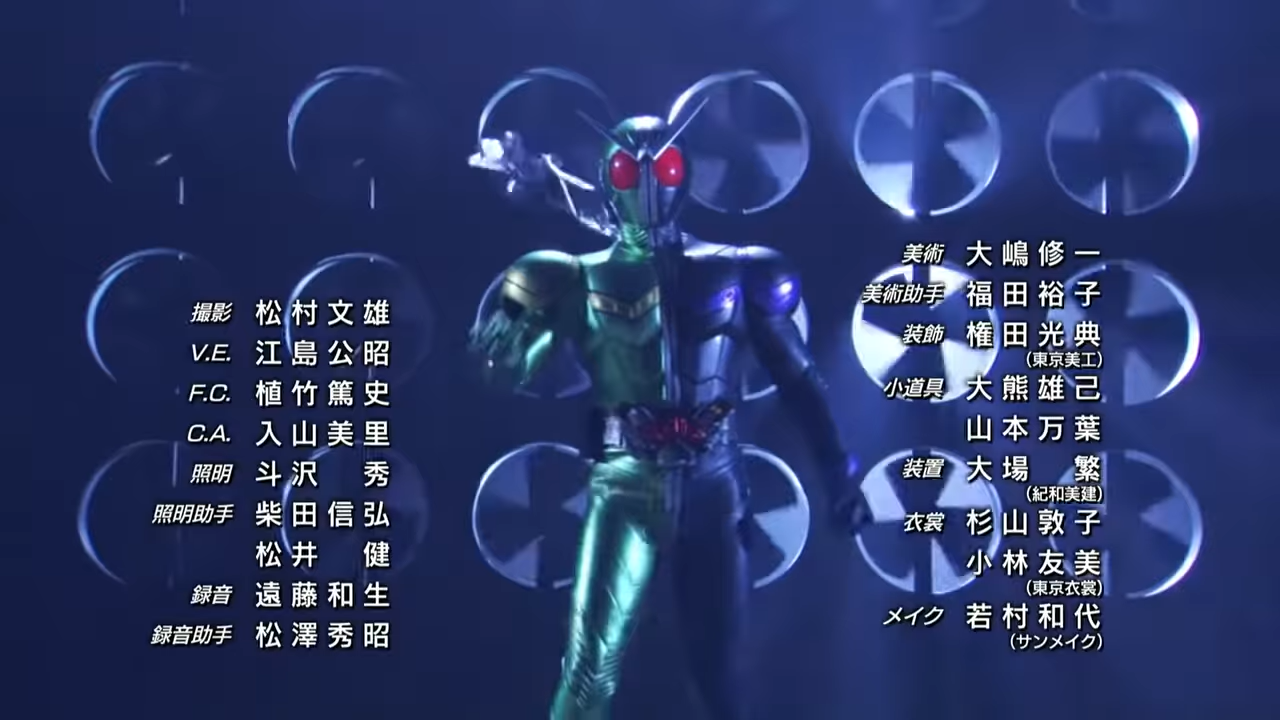 撮影 松村文雄
V.E. 江島公昭
F.C. 植竹篤史
C.A. 入山美里
照明 斗沢 秀
照明助手 柴田信弘
松井 健
録音 遠藤和生
録音助手 松澤秀昭
美術 大嶋修一
美術助手 福田裕子
装飾 権田光典
(東京美工)
小道具 大熊雄己
山本万葉
装置 大場 繁
(紀和美建)
衣裳 杉山敦子
小林友美
(東京衣裳)
メイク 若村和代
(サンメイク)